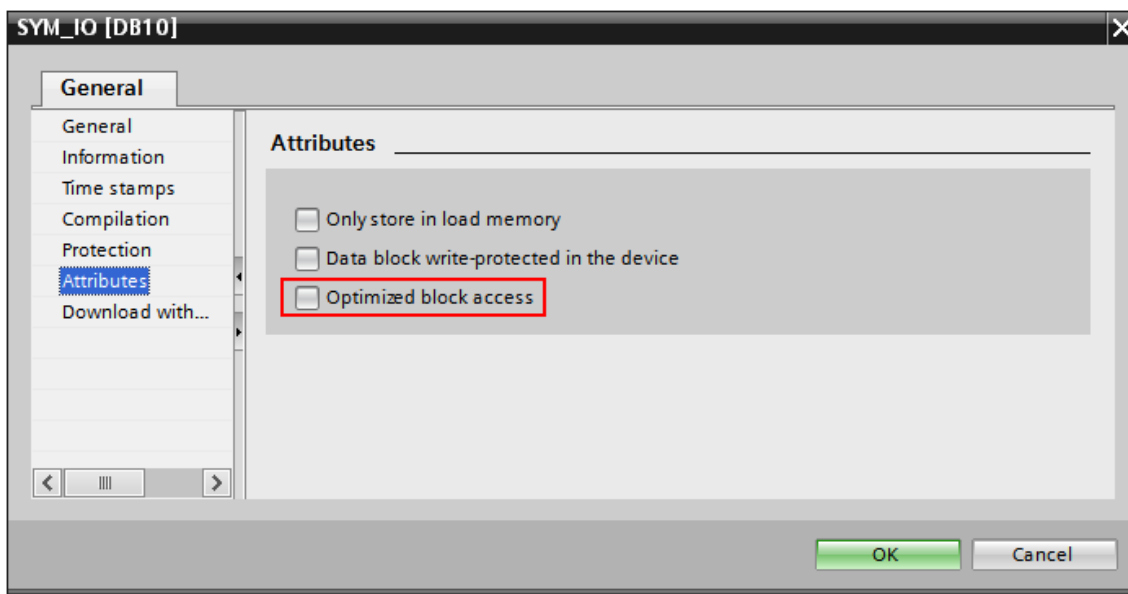 SYM_IO [DB10]
General
General
Information
Time stamps
Compilation
Protection
Attributes
Download with...
Attributes
Only store in load memory
Data block write-protected in the device
Optimized block access
OK
Cancel